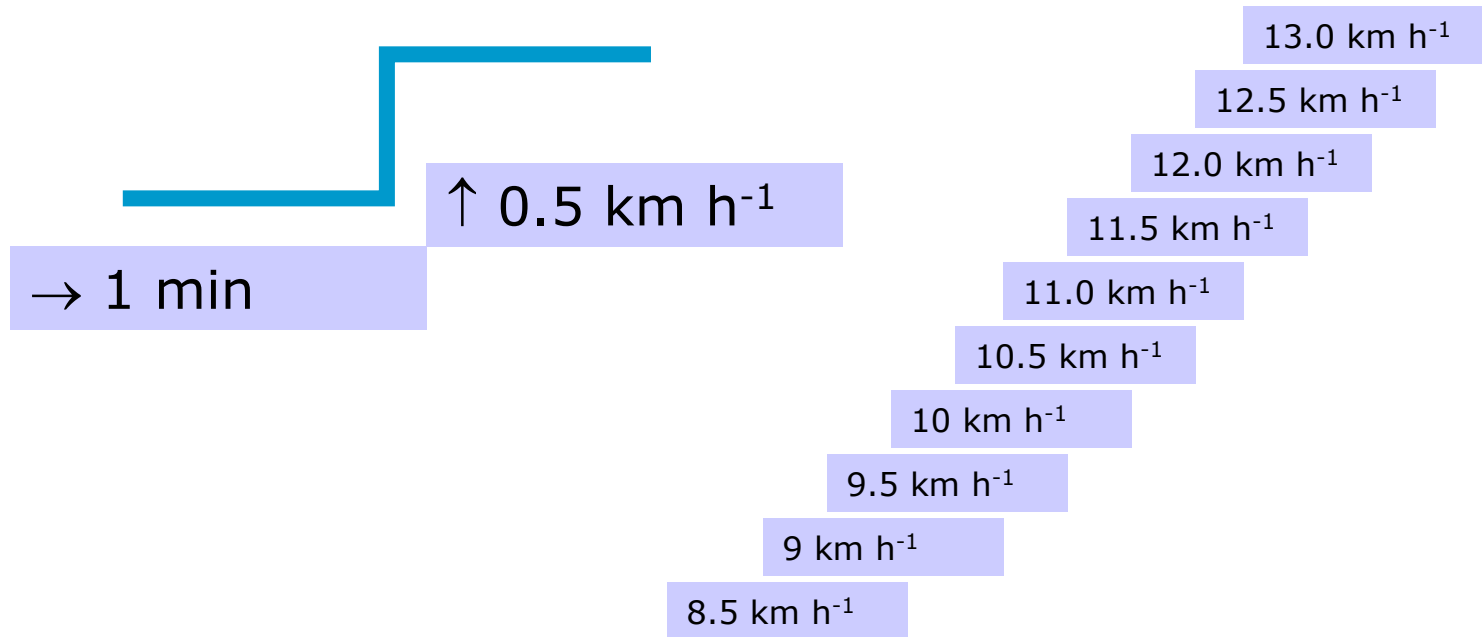 13.0 km h⁻¹
12.5 km h⁻¹
12.0 km h⁻¹
↑ 0.5 km h⁻¹
11.5 km h⁻¹
→ 1 min
11.0 km h⁻¹
10.5 km h⁻¹
10 km h⁻¹
9.5 km h⁻¹
9 km h⁻¹
8.5 km h⁻¹